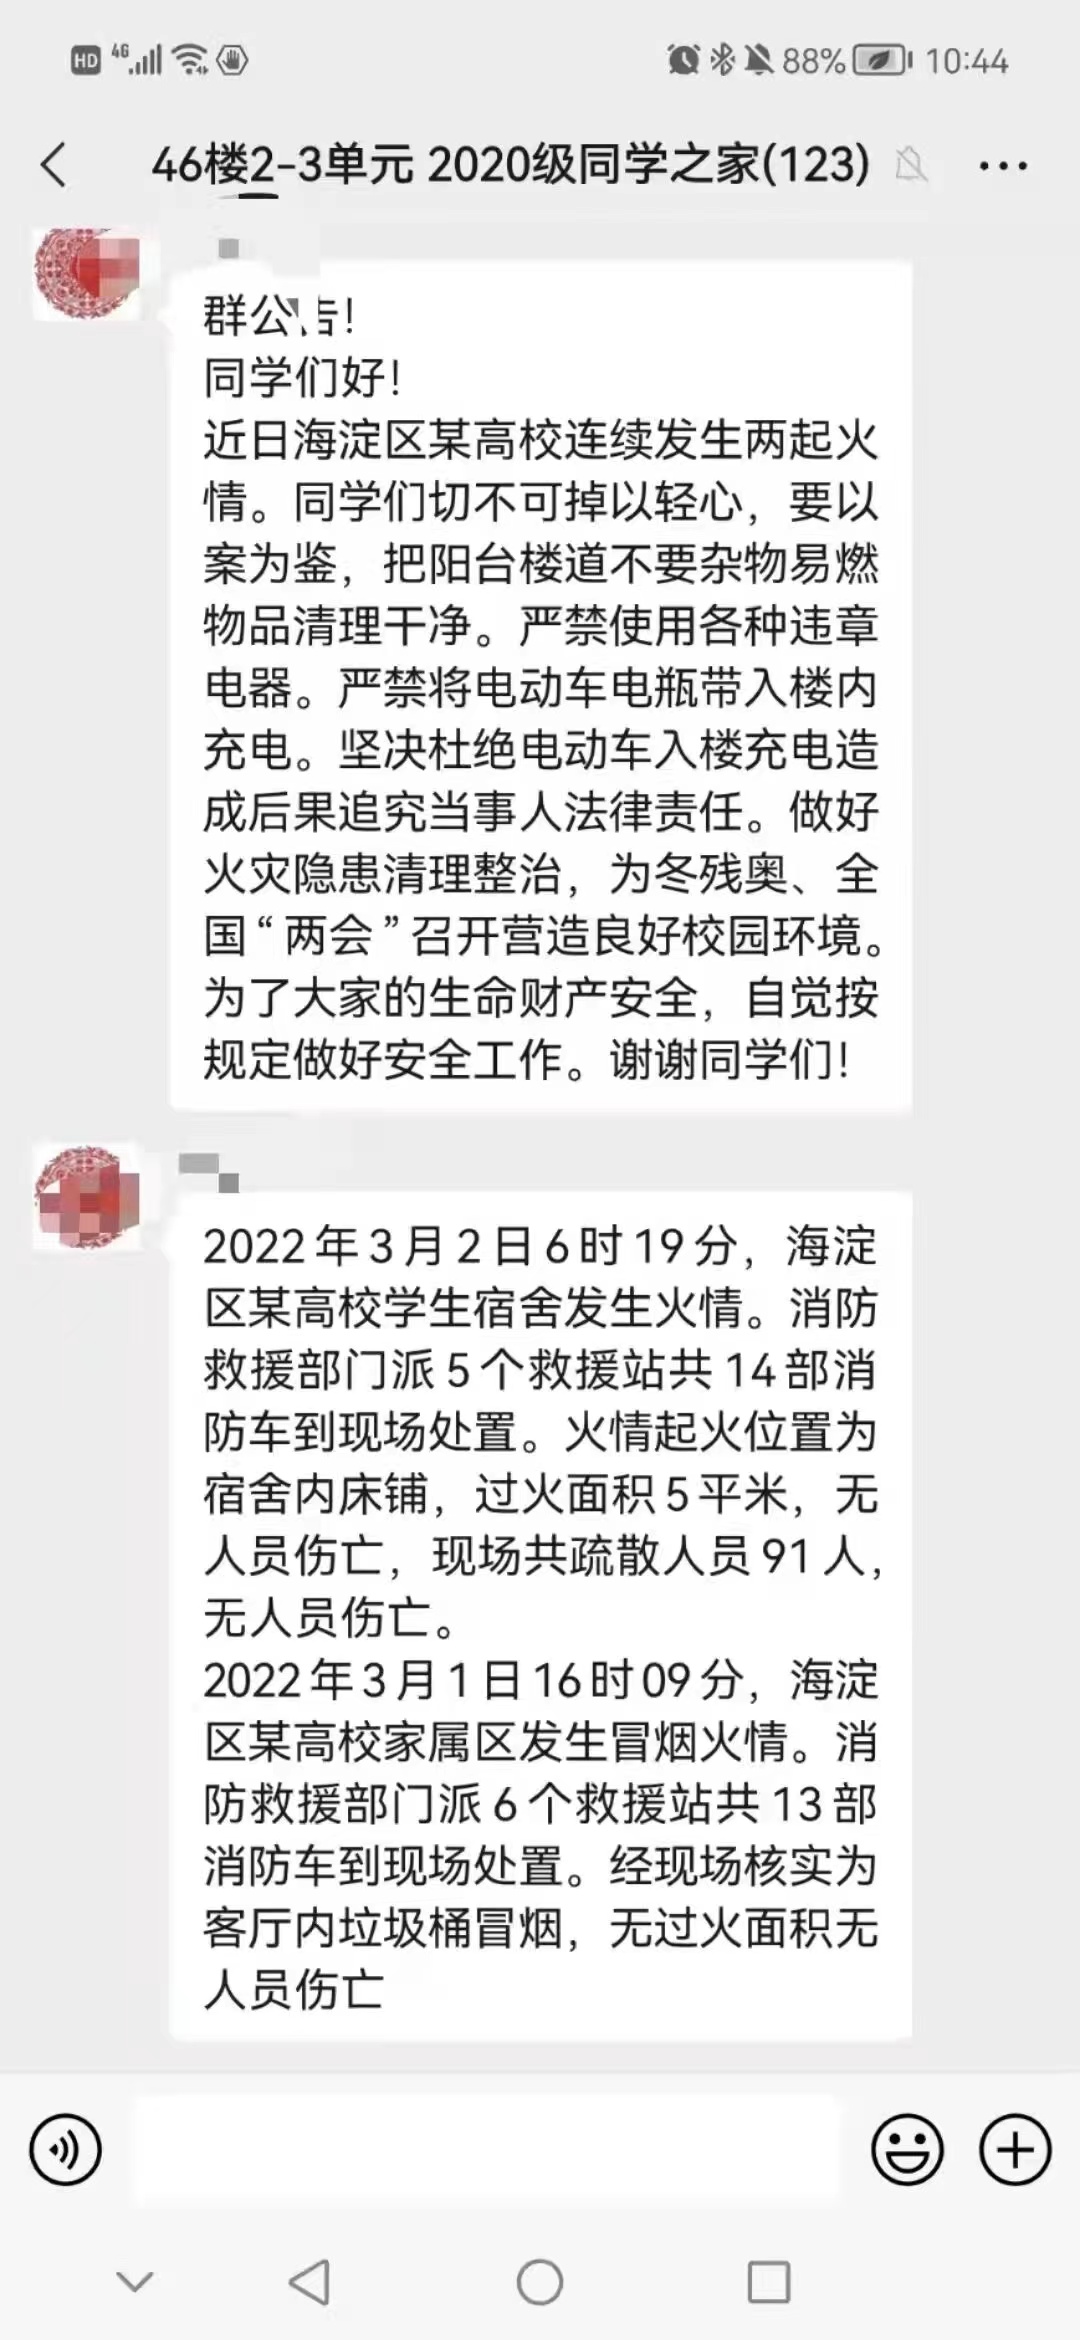 HD 4G 88% 10:44
46楼2-3单元 2020级同学之家(123)
群公告！
同学们好！
近日海淀区某高校连续发生两起火
情。同学们切不可掉以轻心，要以
案为鉴，把阳台楼道不要杂物易燃
物品清理干净。严禁使用各种违章
电器。严禁将电动车电瓶带入楼内
充电。坚决杜绝电动车入楼充电造
成后果追究当事人法律责任。做好
火灾隐患清理整治，为冬残奥、全
国“两会”召开营造良好校园环境。
为了大家的生命财产安全，自觉按
规定做好安全工作。谢谢同学们！
2022年3月2日6时19分，海淀
区某高校学生宿舍发生火情。消防
救援部门派5个救援站共14部消
防车到现场处置。火情起火位置为
宿舍内床铺，过火面积5平米，无
人员伤亡，现场共疏散人员91人，
无人员伤亡。
2022年3月1日16时09分，海淀
区某高校家属区发生冒烟火情。消
防救援部门派6个救援站共13部
消防车到现场处置。经现场核实为
客厅内垃圾桶冒烟，无过火面积无
人员伤亡